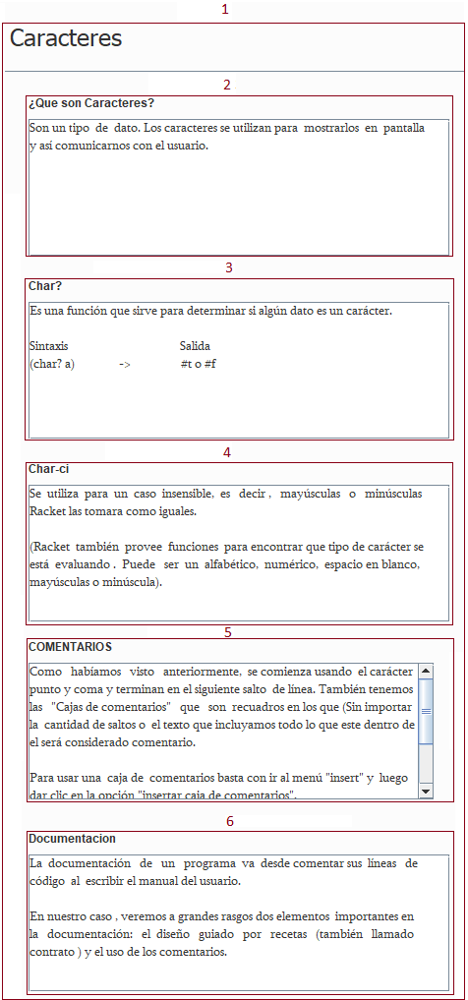 1
Caracteres
2
¿Que son Caracteres?
Son un tipo de dato. Los caracteres se utilizan para mostrarlos en pantalla
y así comunicarnos con el usuario.
3
Char?
Es una función que sirve para determinar si algún dato es un carácter.
Sintaxis Salida
(char? a) -> #t o #f
4
Char-ci
Se utiliza para un caso insensible, es decir , mayúsculas o minúsculas
Racket las tomara como iguales.
(Racket también provee funciones para encontrar que tipo de carácter se
está evaluando . Puede ser un alfabético, numérico, espacio en blanco,
mayúsculas o minúscula).
5
COMENTARIOS
Como habíamos visto anteriormente, se comienza usando el carácter
punto y coma y terminan en el siguiente salto de línea. También tenemos
las "Cajas de comentarios" que son recuadros en los que (Sin importar
la cantidad de saltos o el texto que incluyamos todo lo que este dentro de
el será considerado comentario.
Para usar una caja de comentarios basta con ir al menú "insert" y luego
dar clic en la opción "insertar caja de comentarios".
6
Documentacion
La documentación de un programa va desde comentar sus líneas de
código al escribir el manual del usuario.
En nuestro caso , veremos a grandes rasgos dos elementos importantes en
la documentación: el diseño guiado por recetas (también llamado
contrato ) y el uso de los comentarios.